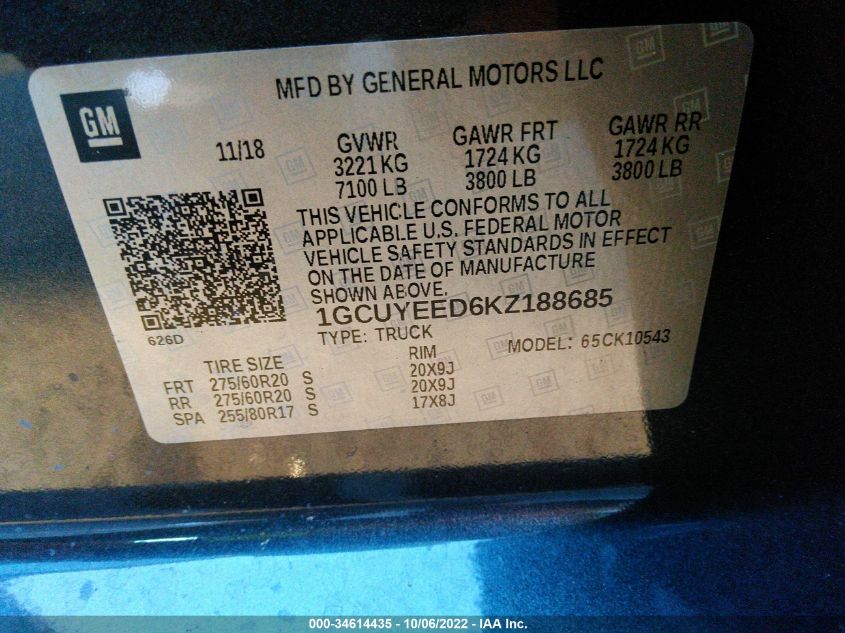 MFD BY GENERAL MOTORS LLC
GM
11/18
GVWR GAWR FRT GAWR RR
3221 KG 1724 KG 1724 KG
7100 LB 3800 LB 3800 LB
THIS VEHICLE CONFORMS TO ALL
APPLICABLE U.S. FEDERAL MOTOR
VEHICLE SAFETY STANDARDS IN EFFECT
ON THE DATE OF MANUFACTURE
SHOWN ABOVE.
1GCUYEED6KZ188685
626D
TYPE: TRUCK MODEL: 65CK10543
TIRE SIZE RIM
FRT 275/60R20 S 20X9J
RR 275/60R20 S 20X9J
SPA 255/80R17 S 17X8J
000-34614435 - 10/06/2022 - IAA Inc.